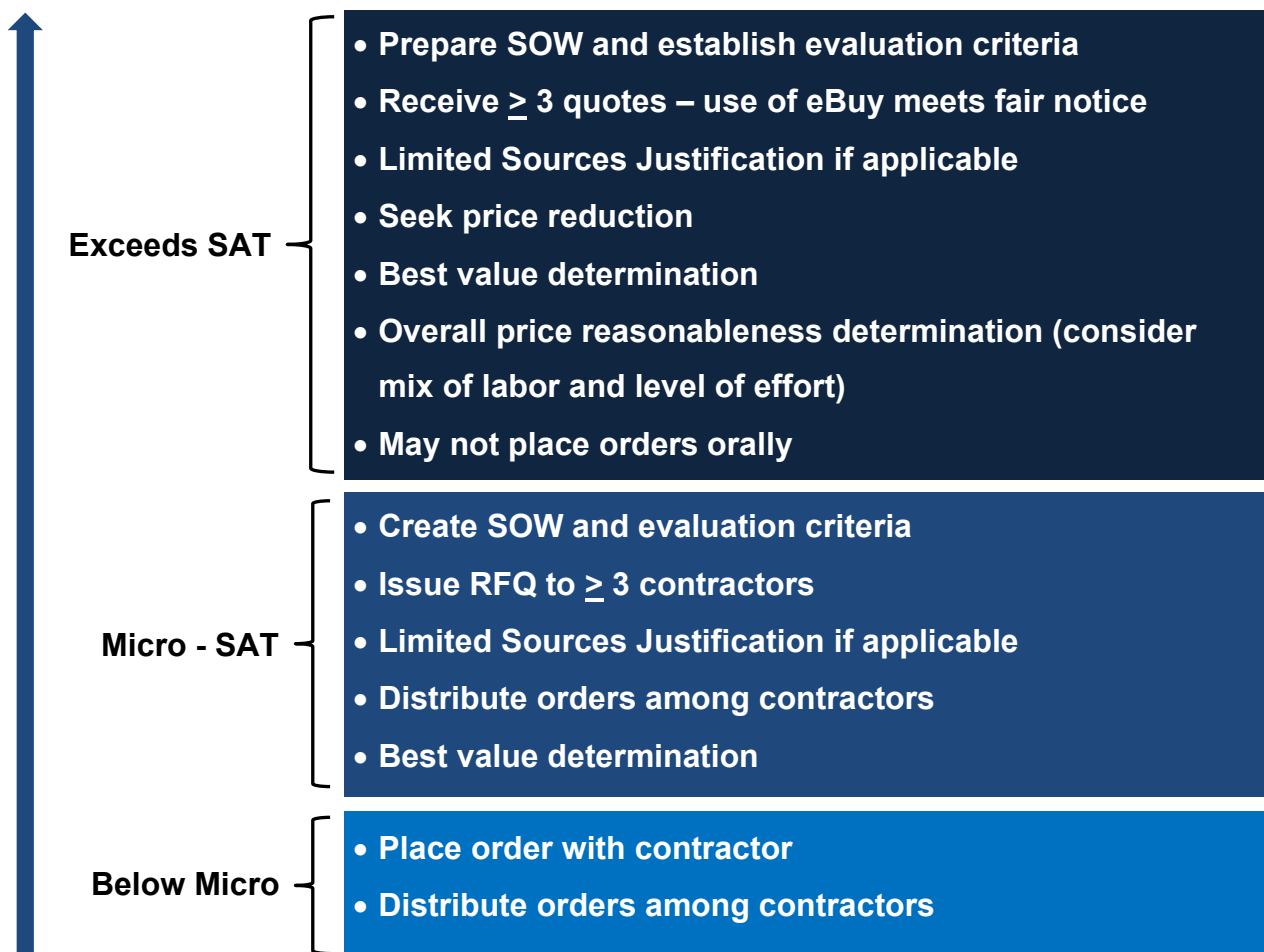 Exceeds SAT
• Prepare SOW and establish evaluation criteria
• Receive ≥ 3 quotes – use of eBuy meets fair notice
• Limited Sources Justification if applicable
• Seek price reduction
• Best value determination
• Overall price reasonableness determination (consider
mix of labor and level of effort)
• May not place orders orally
Micro - SAT
• Create SOW and evaluation criteria
• Issue RFQ to ≥ 3 contractors
• Limited Sources Justification if applicable
• Distribute orders among contractors
• Best value determination
Below Micro
• Place order with contractor
• Distribute orders among contractors